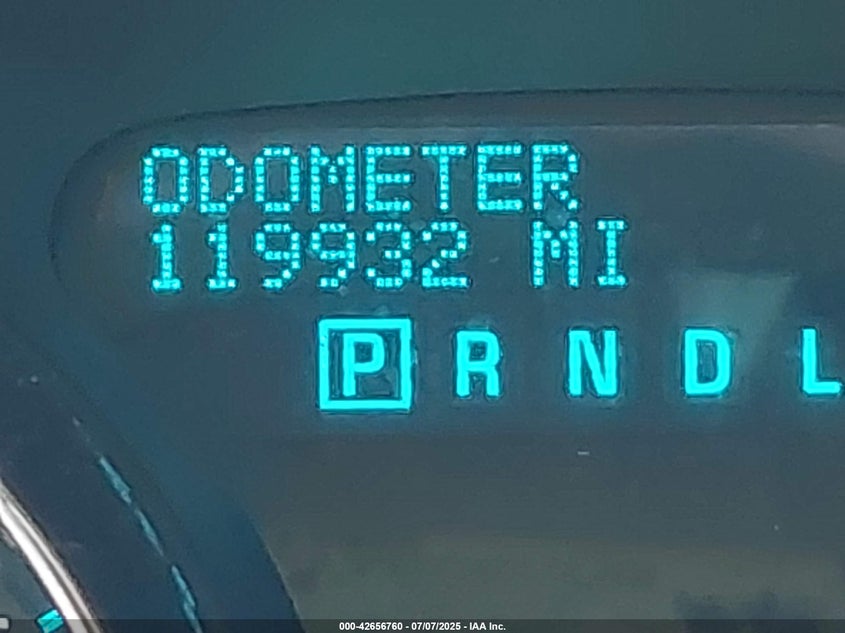 ODOMETER
119932 MI
P R N D L
000-42656760 - 07/07/2025 - IAA Inc.